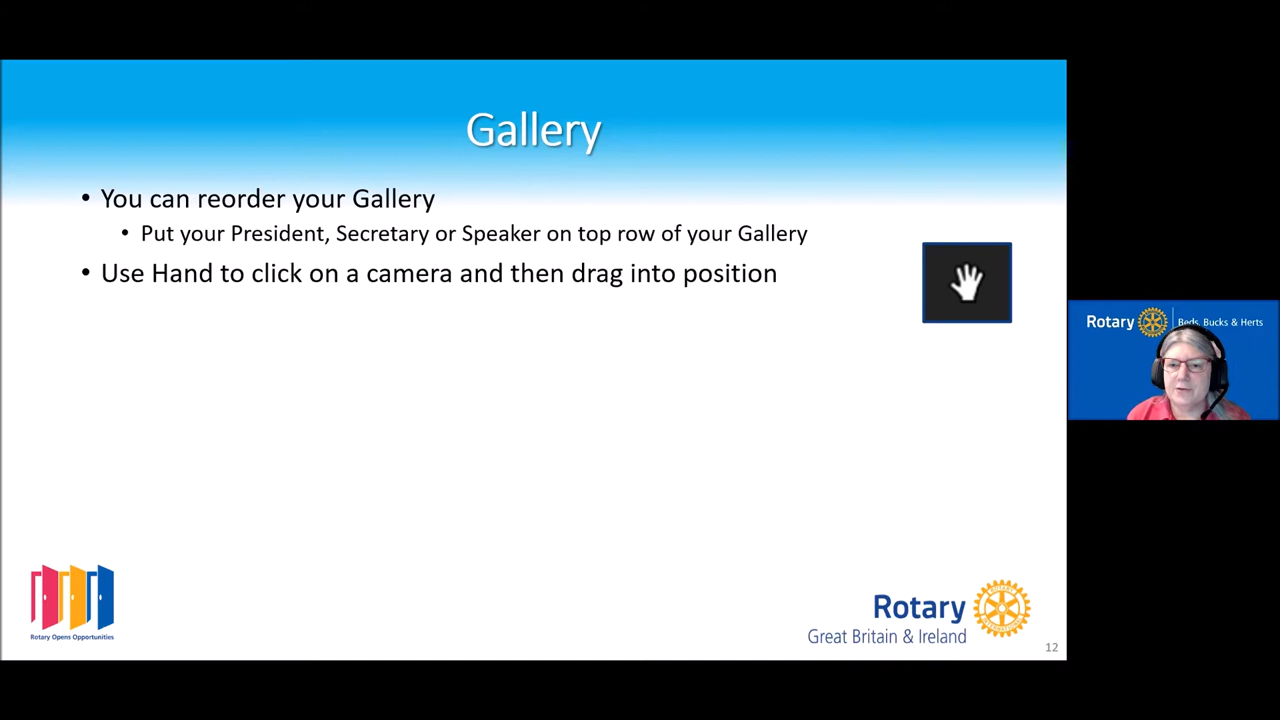 Gallery
• You can reorder your Gallery
• Put your President, Secretary or Speaker on top row of your Gallery
• Use Hand to click on a camera and then drag into position
Rotary
Beds, Bucks & Herts
Rotary Opens Opportunities
Rotary
Great Britain & Ireland
12